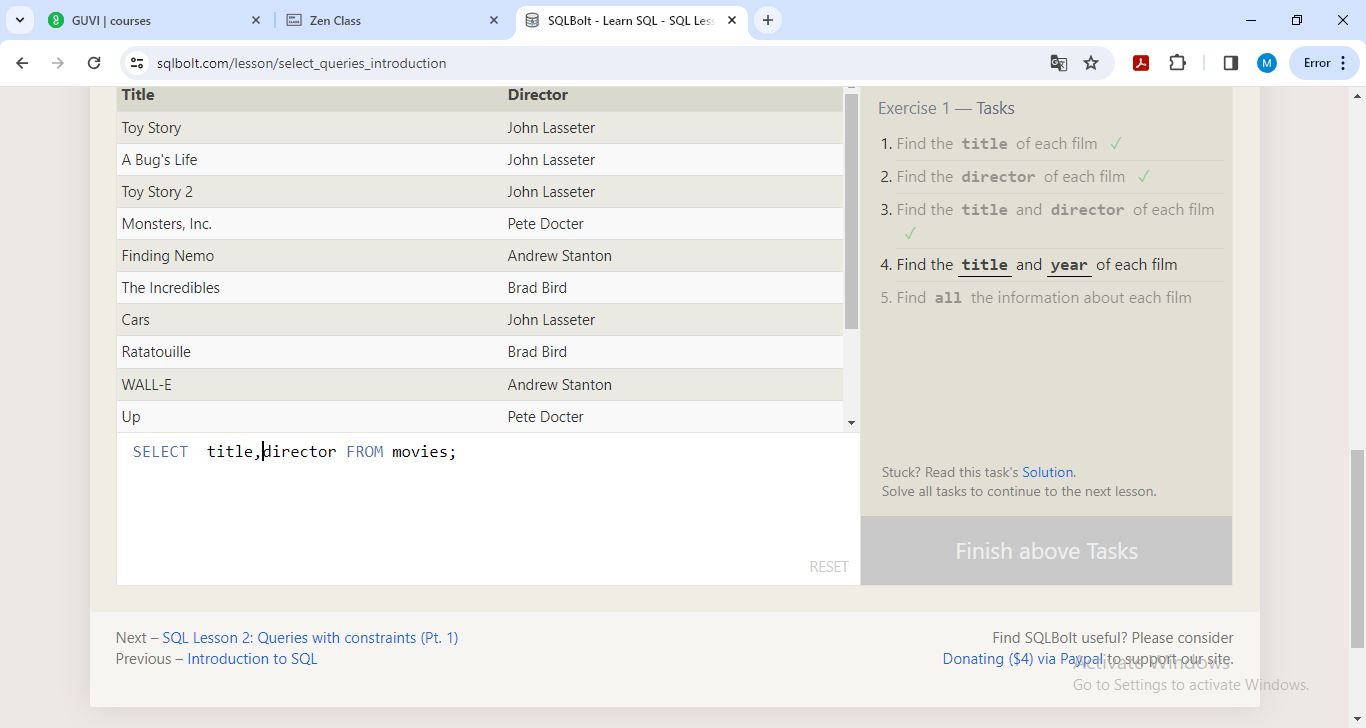 GUVI | courses
Zen Class
SQLBolt - Learn SQL - SQL Les
sqlbolt.com/lesson/select_queries_introduction
M
Error
Title Director
Toy Story John Lasseter
A Bug's Life John Lasseter
Toy Story 2 John Lasseter
Monsters, Inc. Pete Docter
Finding Nemo Andrew Stanton
The Incredibles Brad Bird
Cars John Lasseter
Ratatouille Brad Bird
WALL-E Andrew Stanton
Up Pete Docter
SELECT  title,director FROM movies;
RESET
Exercise 1 — Tasks
1. Find the title of each film ✓
2. Find the director of each film ✓
3. Find the title and director of each film
✓
4. Find the title and year of each film
5. Find all the information about each film
Stuck? Read this task's Solution.
Solve all tasks to continue to the next lesson.
Finish above Tasks
Next – SQL Lesson 2: Queries with constraints (Pt. 1)
Previous – Introduction to SQL
Find SQLBolt useful? Please consider
Donating ($4) via Paypal to support our site.
Activate Windows
Go to Settings to activate Windows.